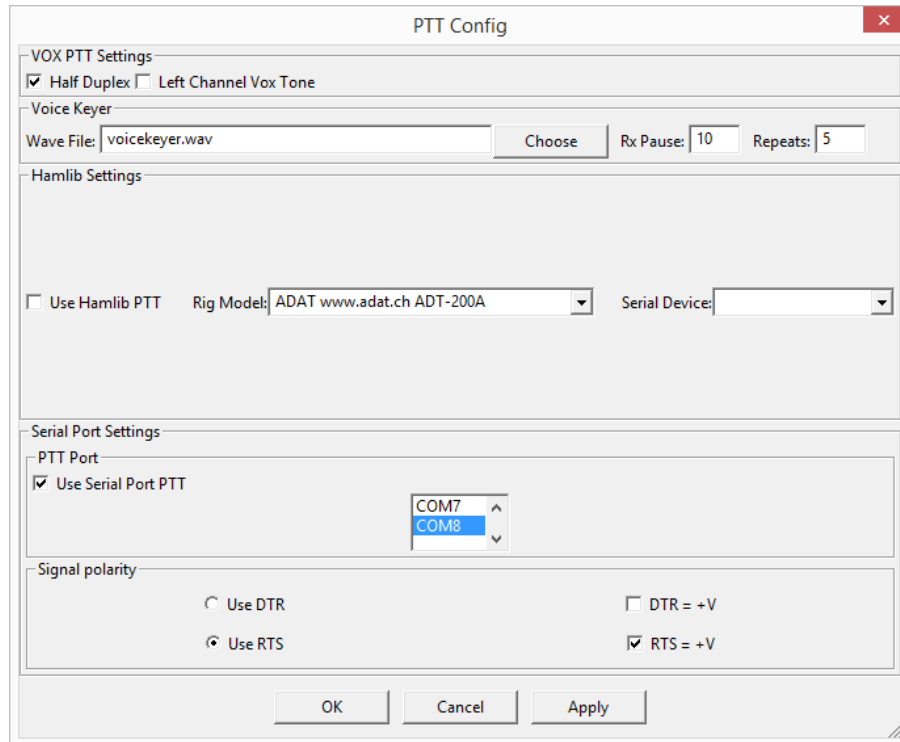 PTT Config
VOX PTT Settings
Half Duplex Left Channel Vox Tone
Voice Keyer
Wave File: voicekeyer.wav Choose Rx Pause: 10 Repeats: 5
Hamlib Settings
Use Hamlib PTT Rig Model: ADAT www.adat.ch ADT-200A Serial Device:
Serial Port Settings
PTT Port
Use Serial Port PTT
COM7
COM8
Signal polarity
Use DTR DTR = +V
Use RTS RTS = +V
OK Cancel Apply